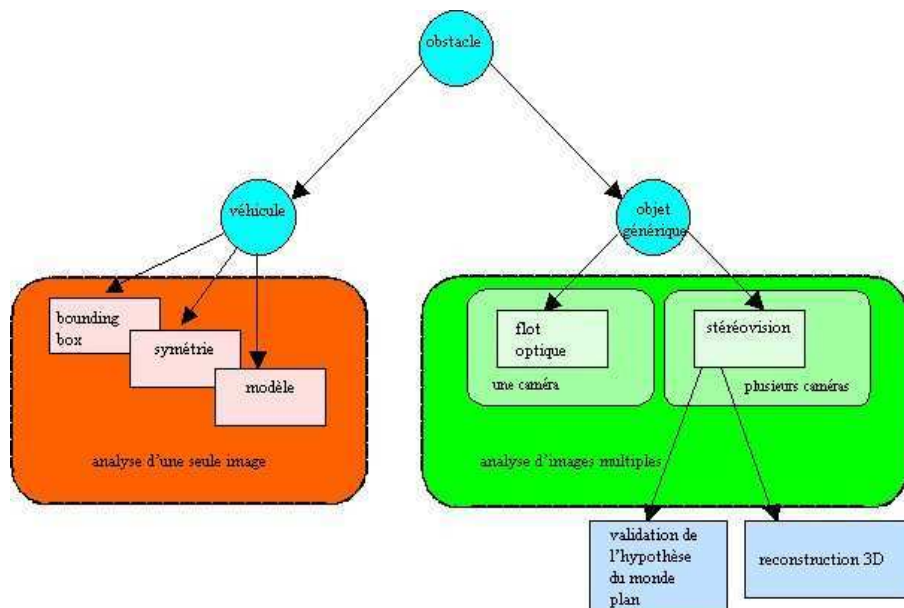 obstacle
véhicule
objet
générique
bounding
box
symétrie
modèle
analyse d'une seule image
flot
optique
une caméra
stéréovision
plusieurs caméras
analyse d'images multiples
validation de
l'hypothèse
du monde
plan
reconstruction 3D